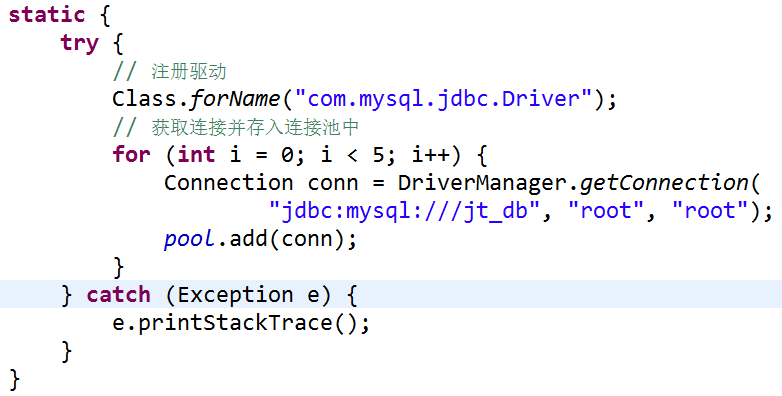 static {
    try {
        // 注册驱动
        Class.forName("com.mysql.jdbc.Driver");
        // 获取连接并存入连接池中
        for (int i = 0; i < 5; i++) {
            Connection conn = DriverManager.getConnection(
                    "jdbc:mysql:///jt_db", "root", "root");
            pool.add(conn);
        }
    } catch (Exception e) {
        e.printStackTrace();
    }
}